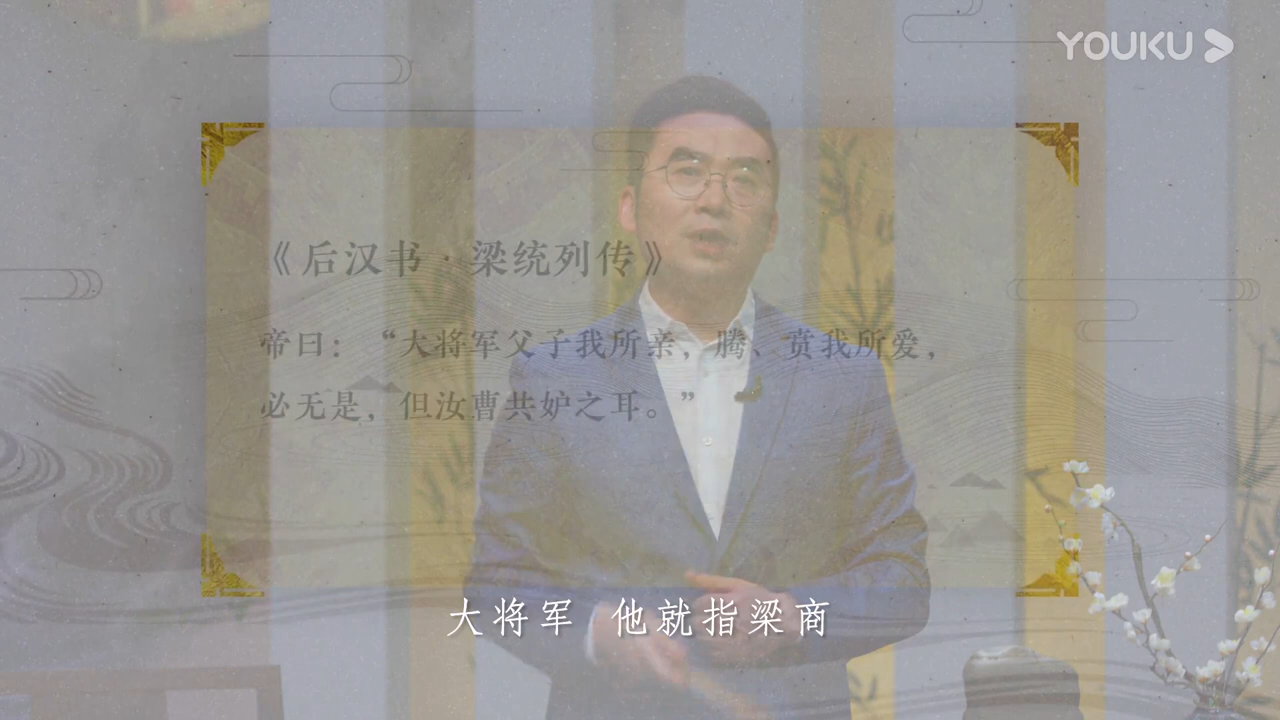 YOUKU
《后汉书·梁统列传》
帝曰：“大将军父子我所亲，腾、贲我所爱，
必无是，但汝曹共妒之耳。”
大将军 他就指梁商